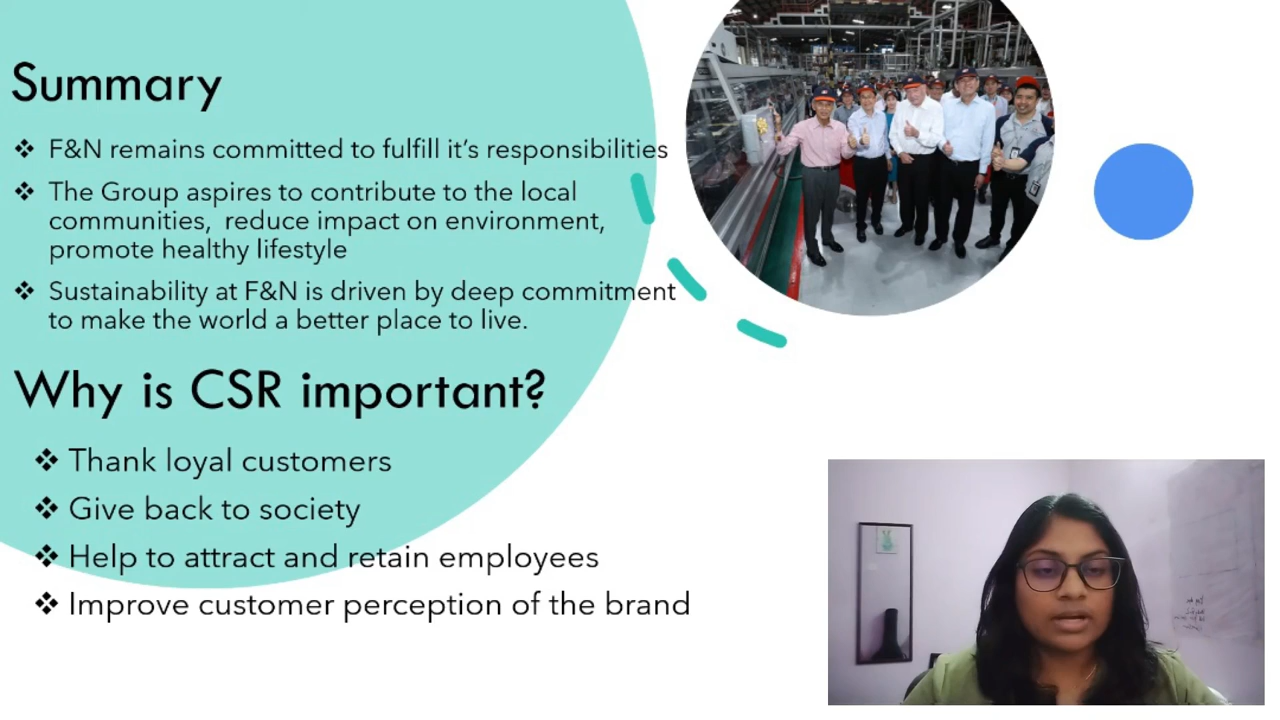 Summary
❖ F&N remains committed to fulfill it's responsibilities
❖ The Group aspires to contribute to the local
communities, reduce impact on environment,
promote healthy lifestyle
❖ Sustainability at F&N is driven by deep commitment
to make the world a better place to live.
Why is CSR important?
❖ Thank loyal customers
❖ Give back to society
❖ Help to attract and retain employees
❖ Improve customer perception of the brand